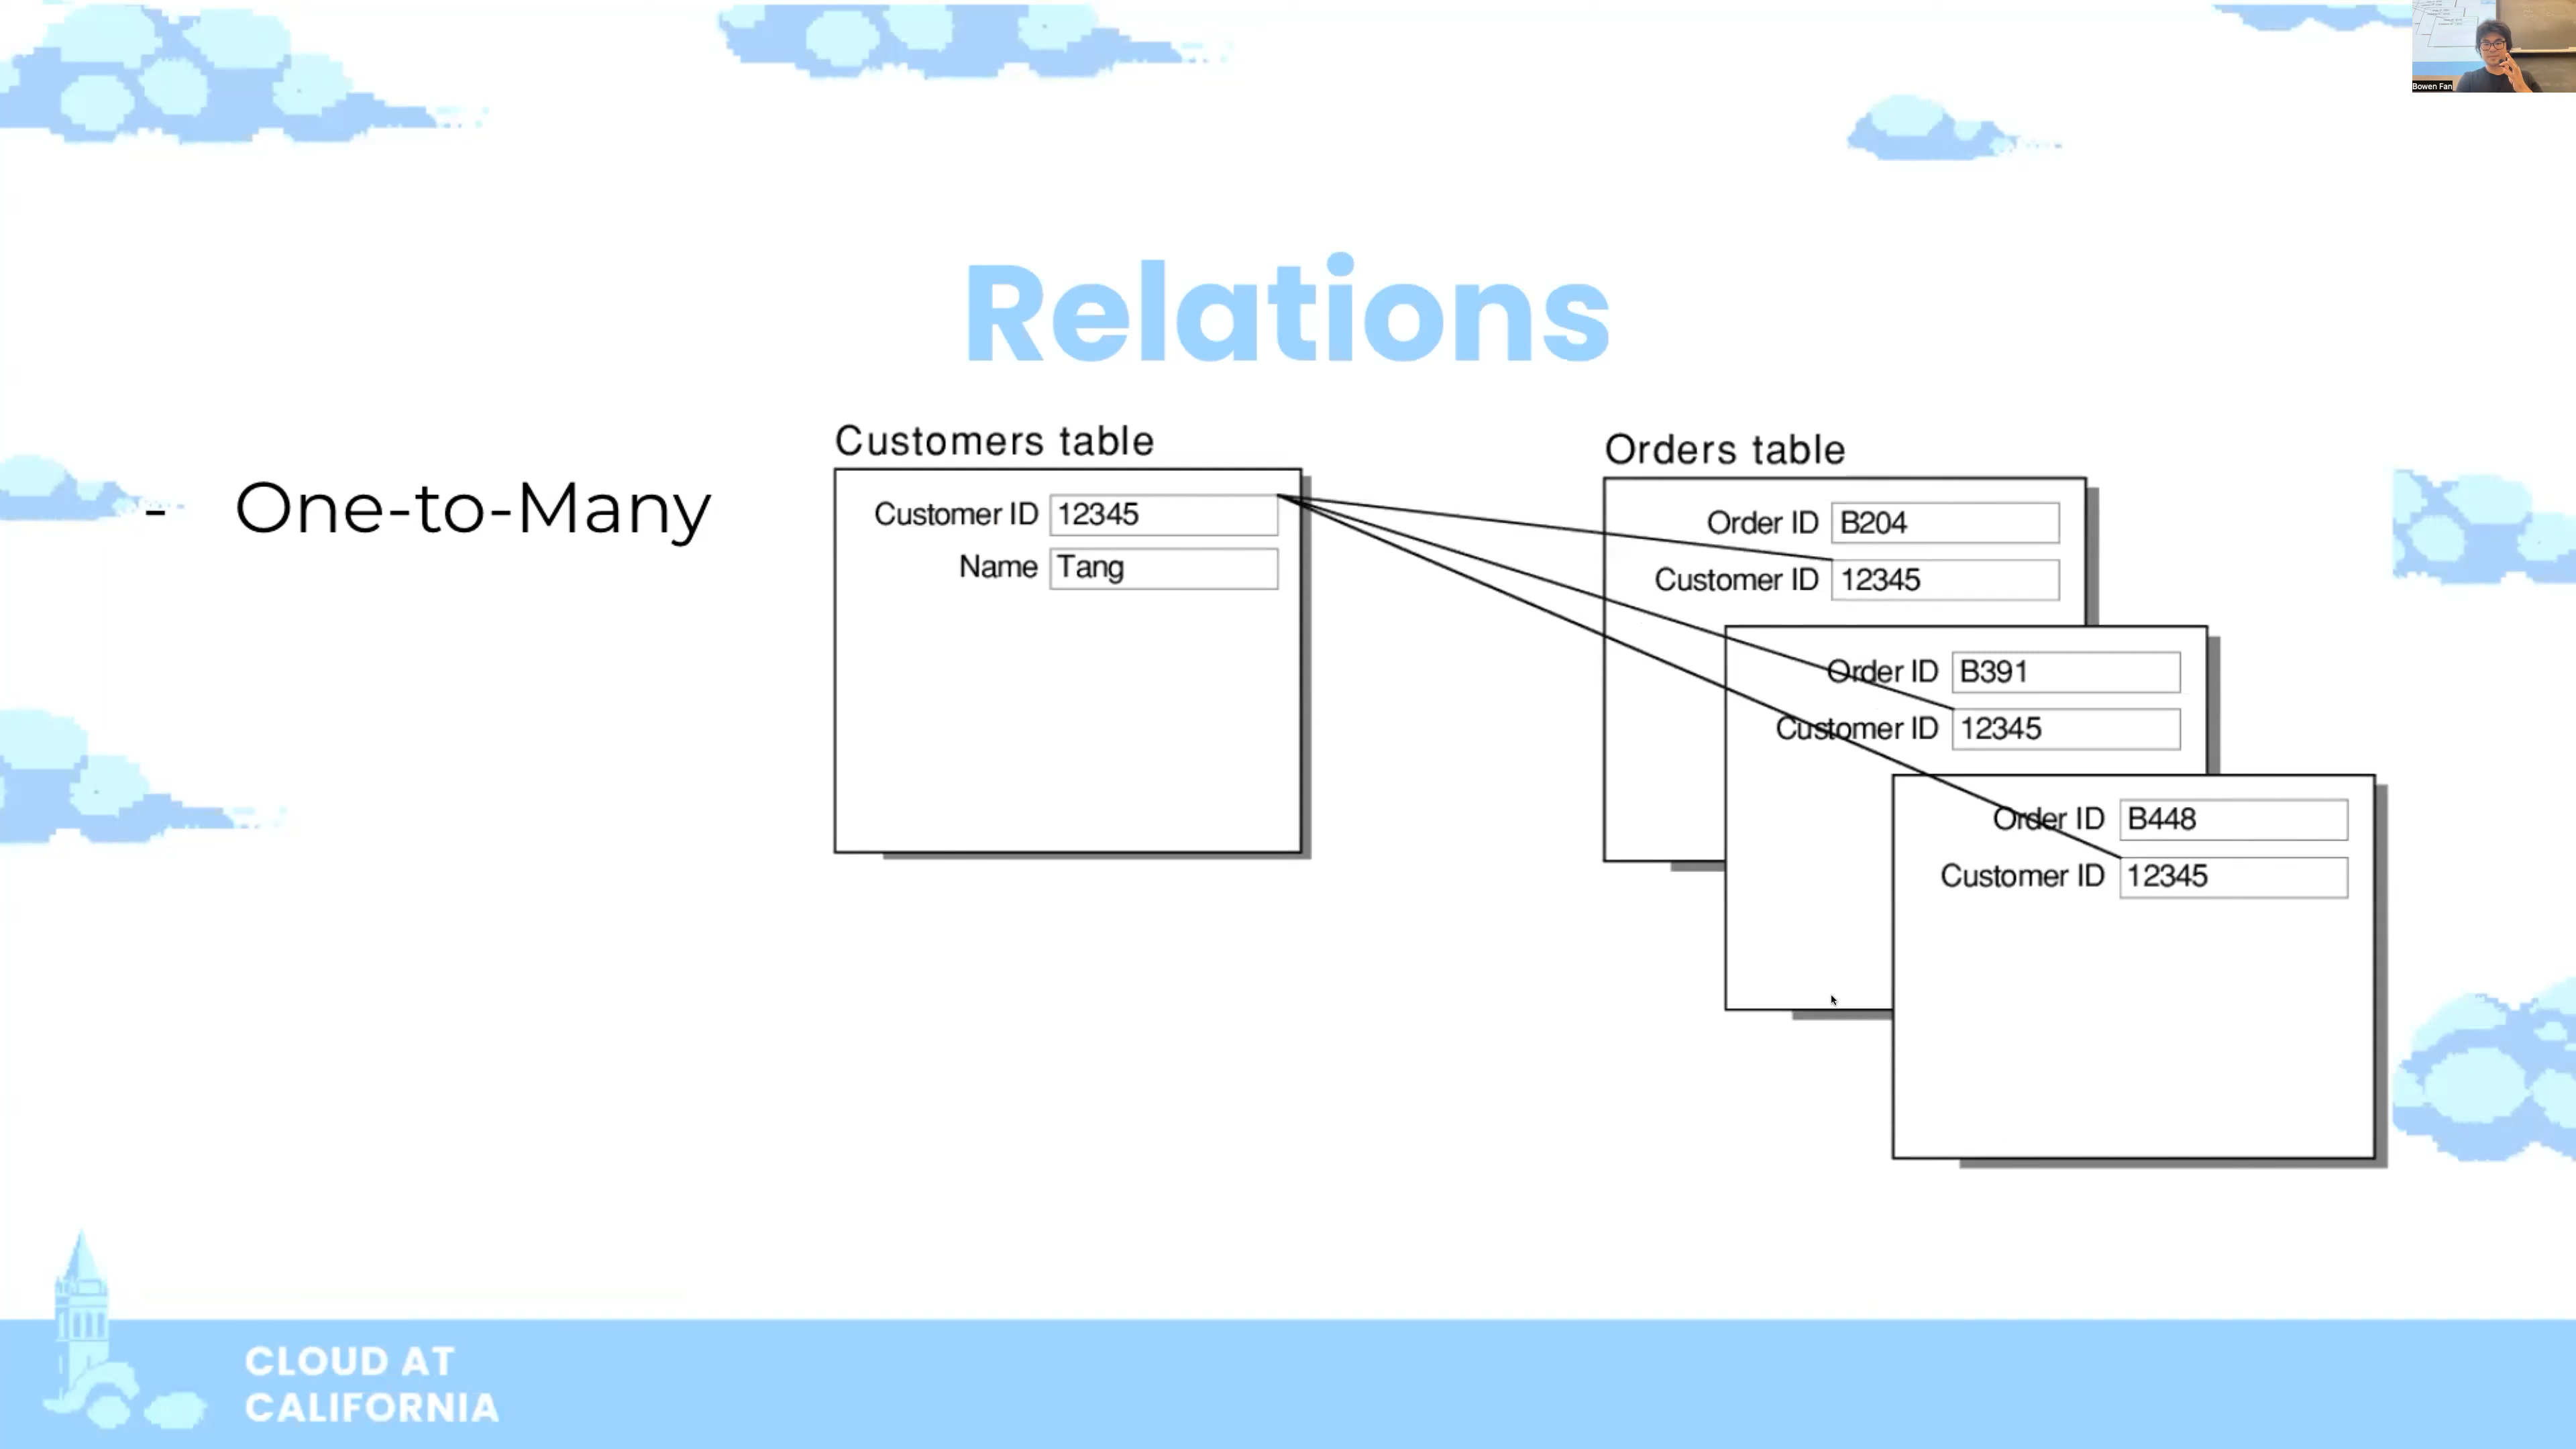 Bowen Fan
Relations
- One-to-Many
Customers table
Customer ID 12345
Name Tang
Orders table
Order ID B204
Customer ID 12345
Order ID B391
Customer ID 12345
Order ID B448
Customer ID 12345
CLOUD AT
CALIFORNIA